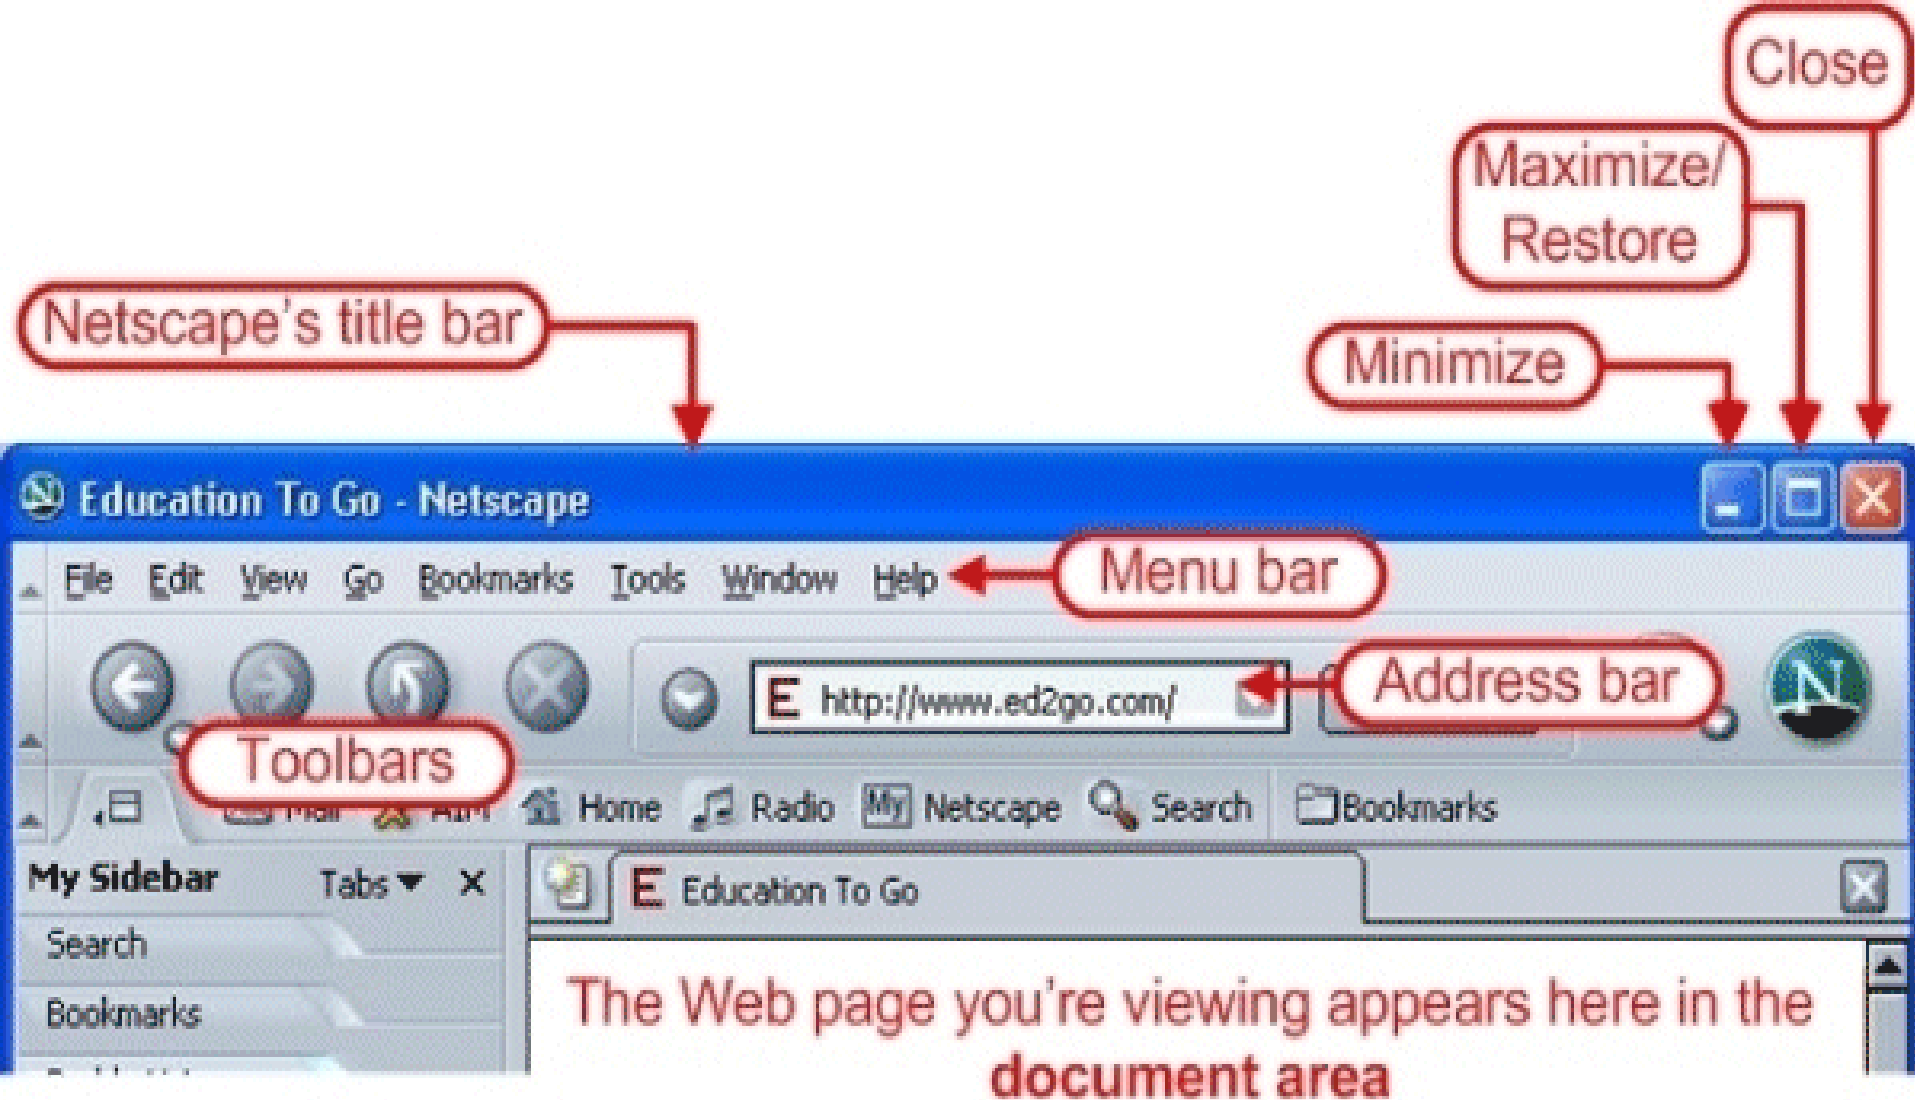 Close
Maximize/
Restore
Netscape's title bar
Minimize
Education To Go - Netscape
File Edit View Go Bookmarks Tools Window Help
Menu bar
http://www.ed2go.com/
Address bar
Toolbars
Home Radio My Netscape Search Bookmarks
My Sidebar Tabs
Education To Go
Search
Bookmarks
The Web page you're viewing appears here in the
document area